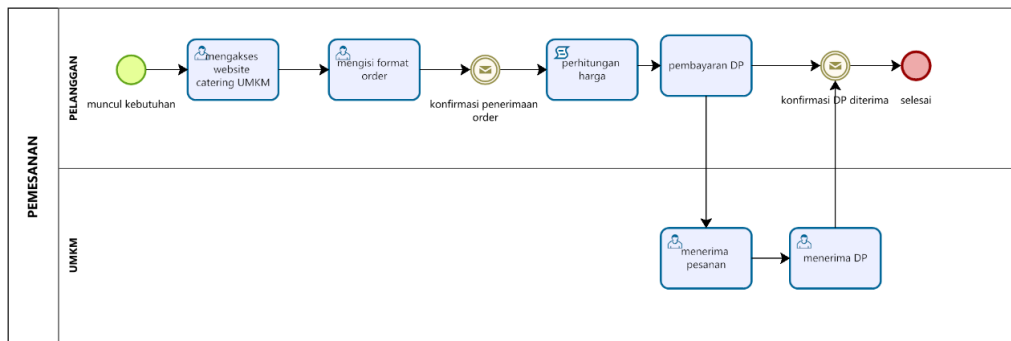 PEMESANAN
PELANGGAN
muncul kebutuhan
mengakses
website
catering UMKM
mengisi format
order
konfirmasi penerimaan
order
perhitungan
harga
pembayaran DP
konfirmasi DP diterima
selesai
UMKM
menerima
pesanan
menerima DP